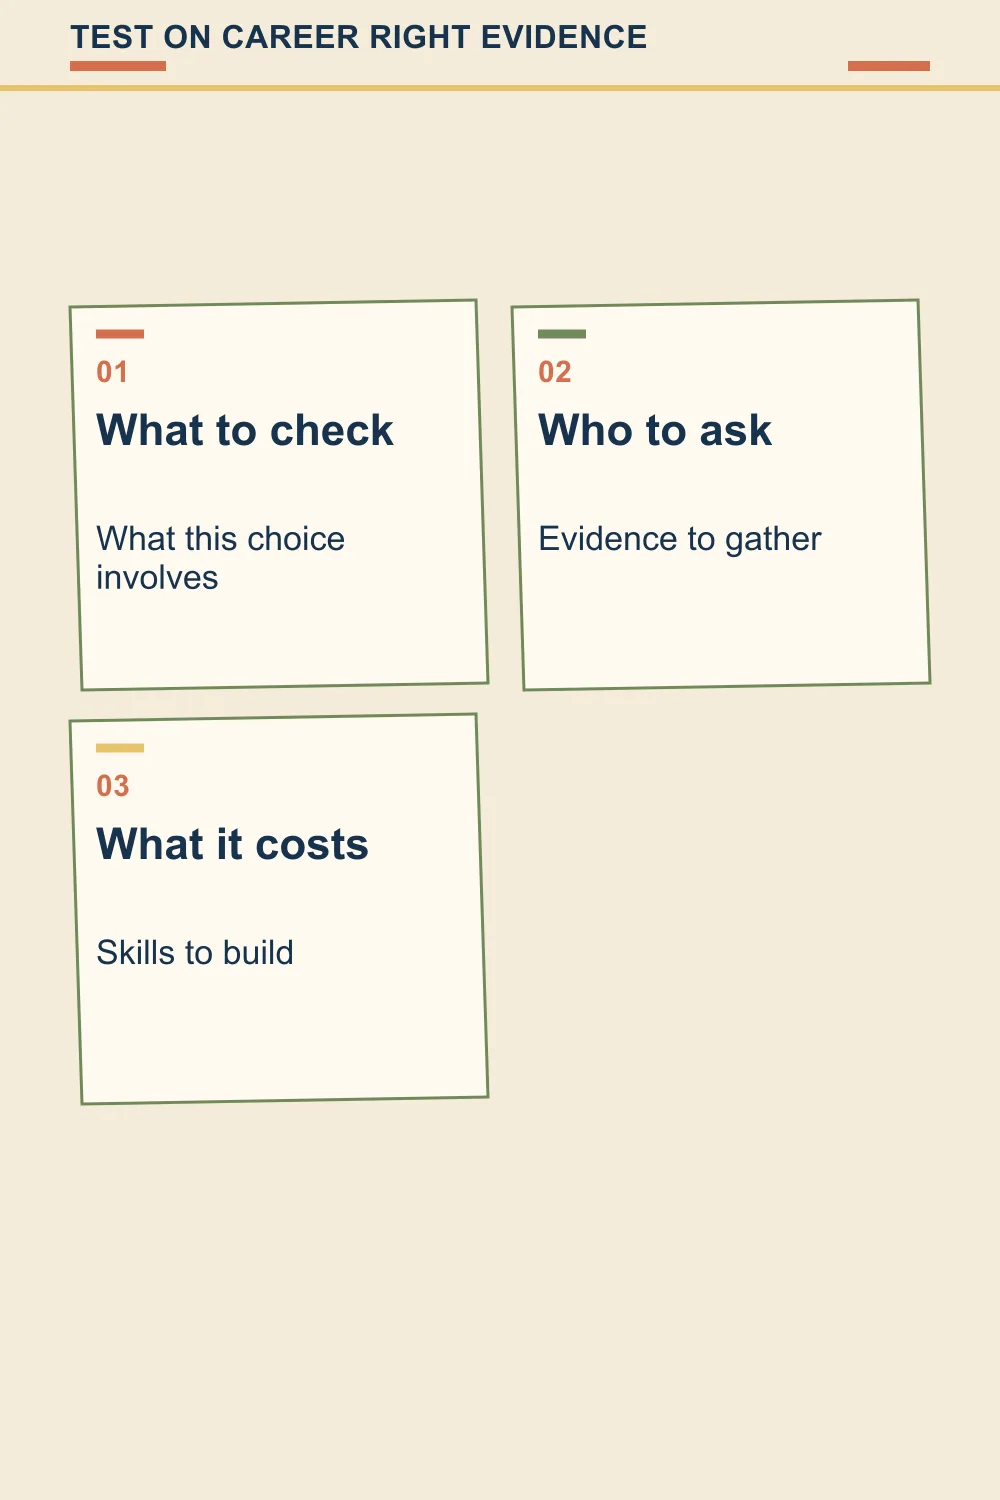 TEST ON CAREER RIGHT EVIDENCE
01
What to check
What this choice
involves
02
Who to ask
Evidence to gather
03
What it costs
Skills to build